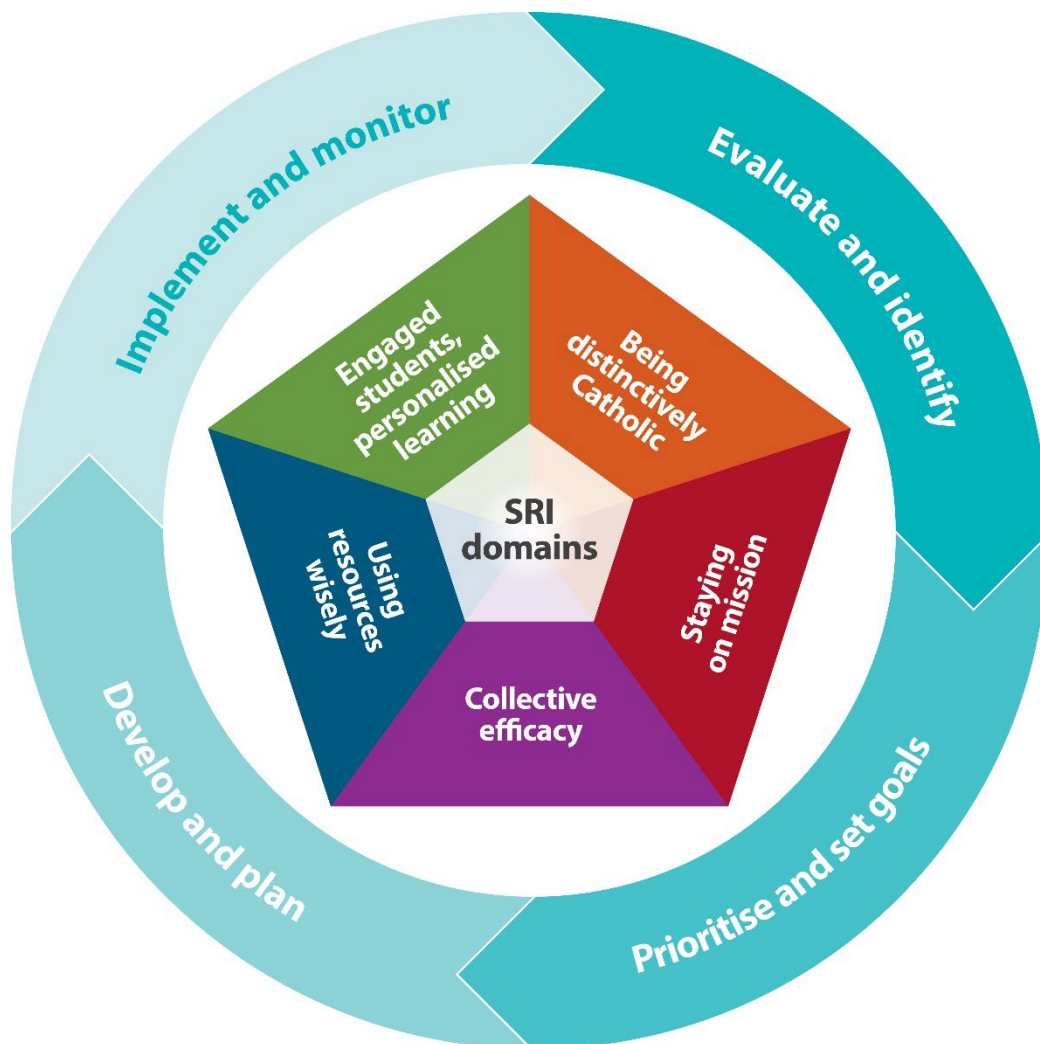 Implement and monitor
Evaluate and identify
Prioritise and set goals
Develop and plan
Engaged
students,
personalised
learning
Being
distinctively
Catholic
Staying
on mission
Collective
efficacy
Using
resources
wisely
SRI
domains